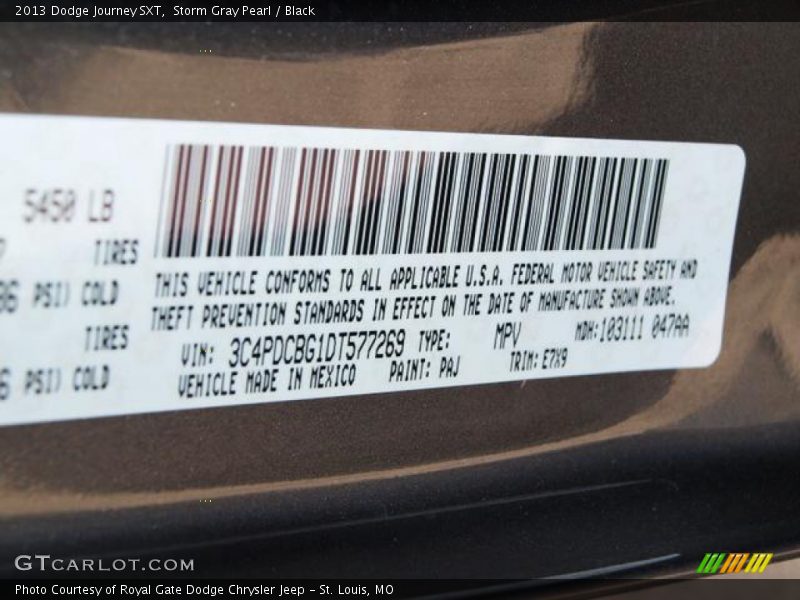 2013 Dodge Journey SXT, Storm Gray Pearl / Black
5450 LB
TIRES
PSI) COLD
TIRES
PSI) COLD
THIS VEHICLE CONFORMS TO ALL APPLICABLE U.S.A. FEDERAL MOTOR VEHICLE SAFETY AND
THEFT PREVENTION STANDARDS IN EFFECT ON THE DATE OF MANUFACTURE SHOWN ABOVE.
VIN: 3C4PDCBG1DT577269 TYPE: MPV MDH:103111 047AA
VEHICLE MADE IN MEXICO PAINT: PAJ TRIM: E7X9
GTCARLOT.COM
Photo Courtesy of Royal Gate Dodge Chrysler Jeep – St. Louis, MO